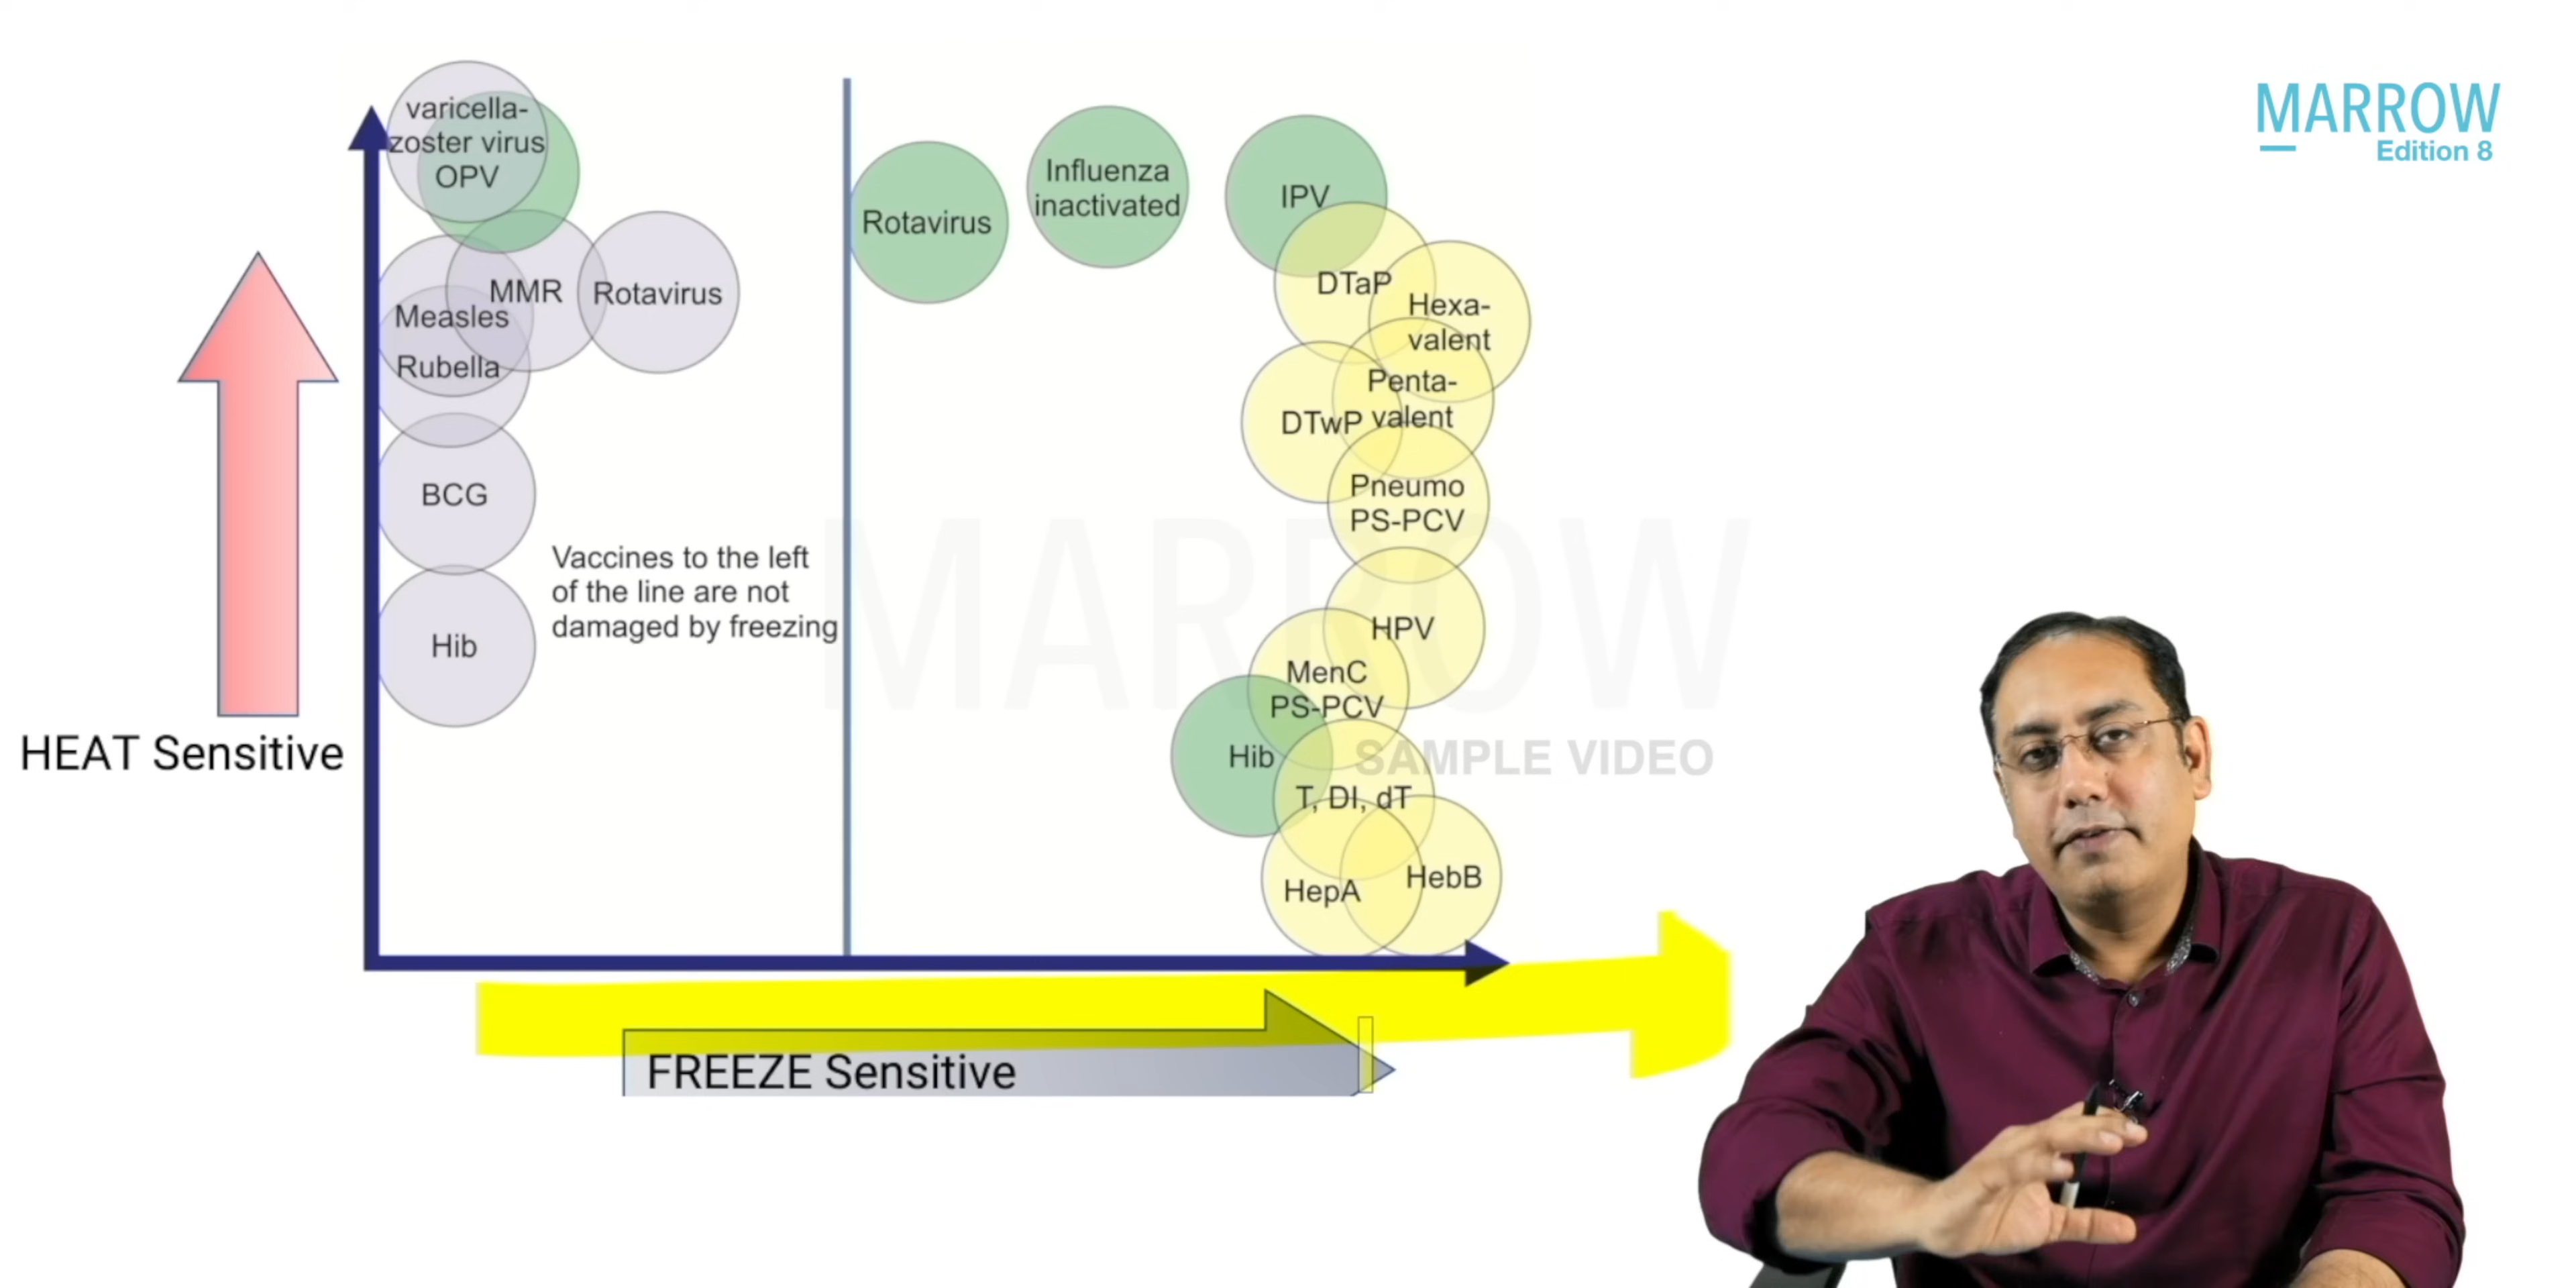 MARROW
Edition 8
varicella-
zoster virus
OPV
MMR
Rotavirus
Measles
Rubella
BCG
Hib
Vaccines to the left
of the line are not
damaged by freezing
Rotavirus
Influenza
inactivated
IPV
DTaP
Hexa-
valent
Penta-
valent
DTwP
Pneumo
PS-PCV
HPV
MenC
PS-PCV
Hib
T, DI, dT
HepA
HebB
HEAT Sensitive
FREEZE Sensitive
MARROW
SAMPLE VIDEO